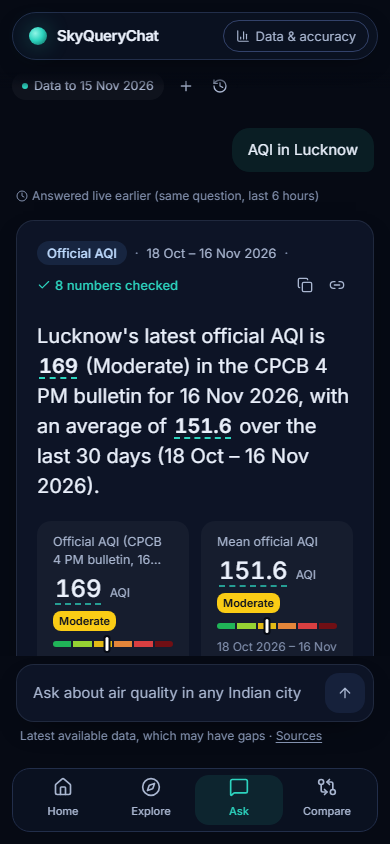 SkyQueryChat
Data & accuracy
Data to 15 Nov 2026
AQI in Lucknow
Answered live earlier (same question, last 6 hours)
Official AQI · 18 Oct – 16 Nov 2026 ·
8 numbers checked
Lucknow's latest official AQI is
169 (Moderate) in the CPCB 4
PM bulletin for 16 Nov 2026, with
an average of 151.6 over the
last 30 days (18 Oct – 16 Nov
2026).
Official AQI (CPCB
4 PM bulletin, 16...
169 AQI
Moderate
Mean official AQI
151.6 AQI
Moderate
18 Oct 2026 – 16 Nov
Ask about air quality in any Indian city
Latest available data, which may have gaps · Sources
Home
Explore
Ask
Compare